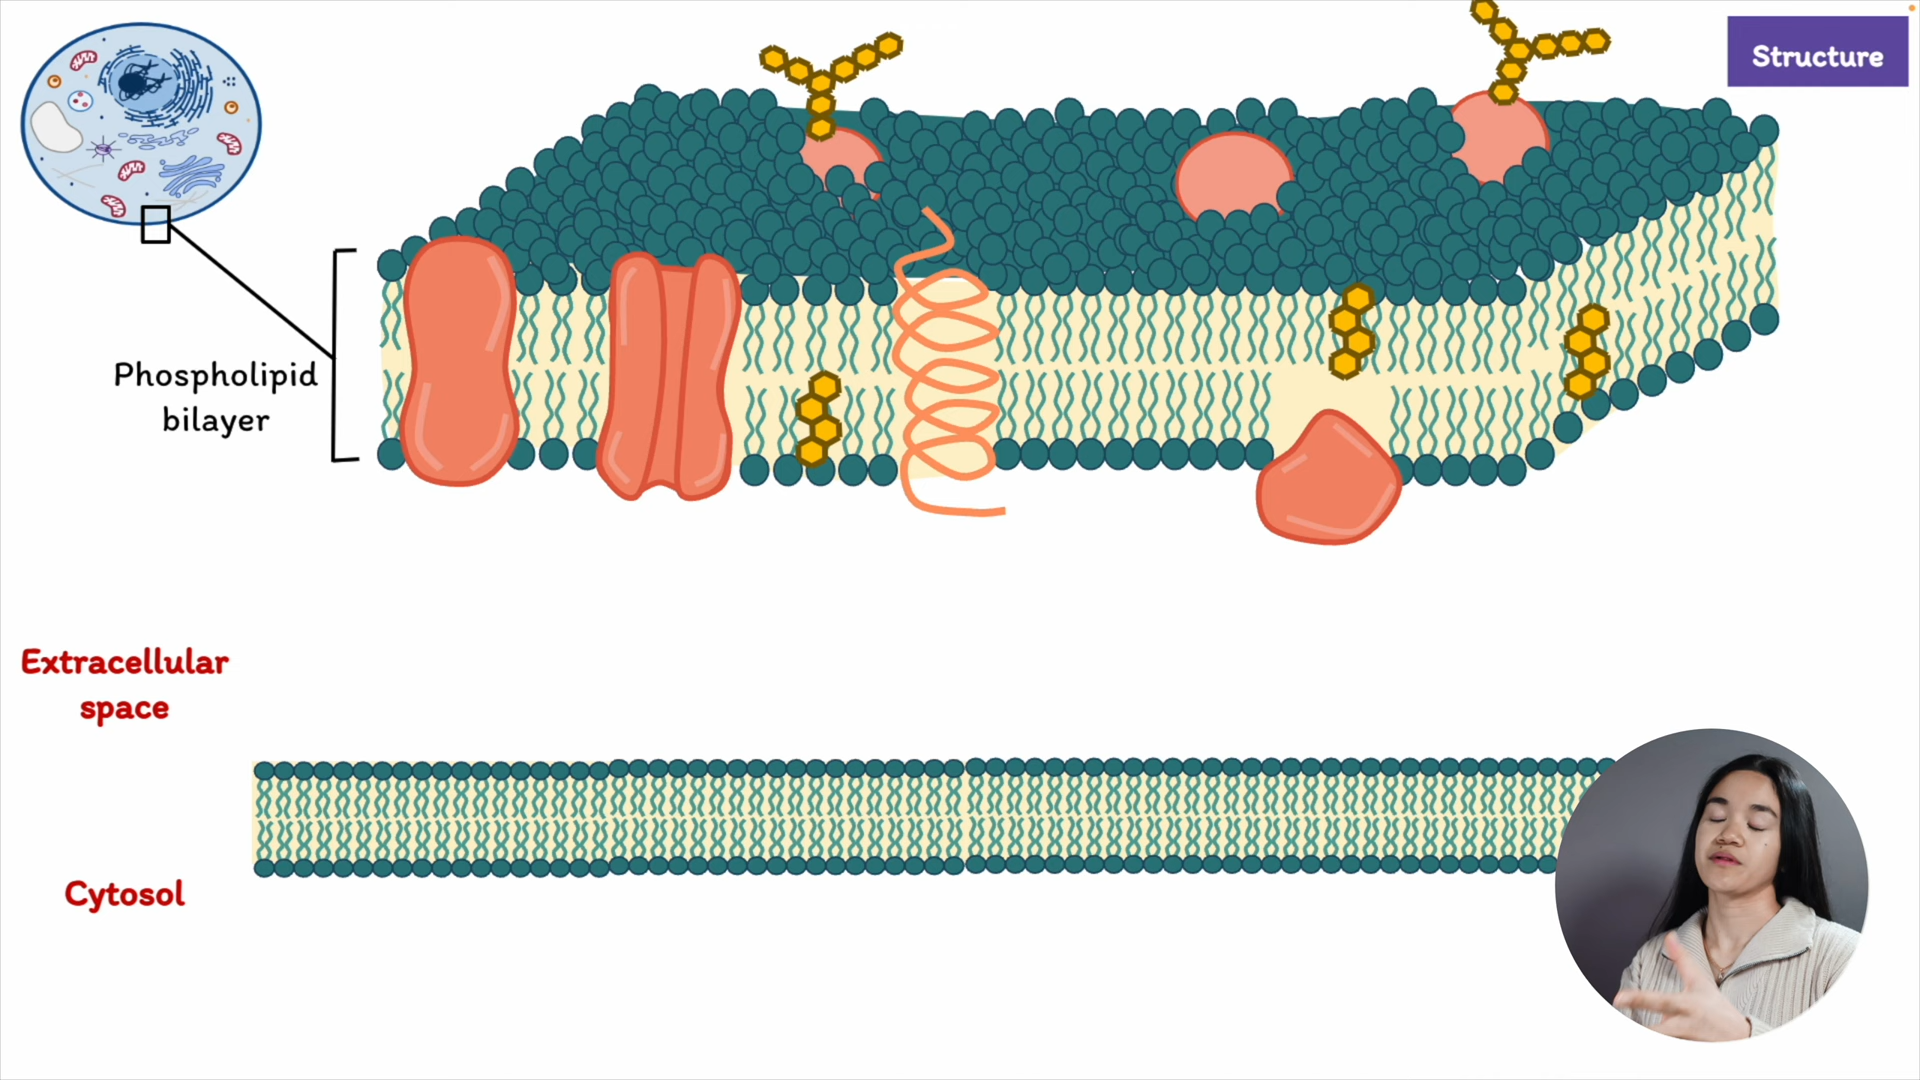 Structure
Phospholipid
bilayer
Extracellular
space
Cytosol